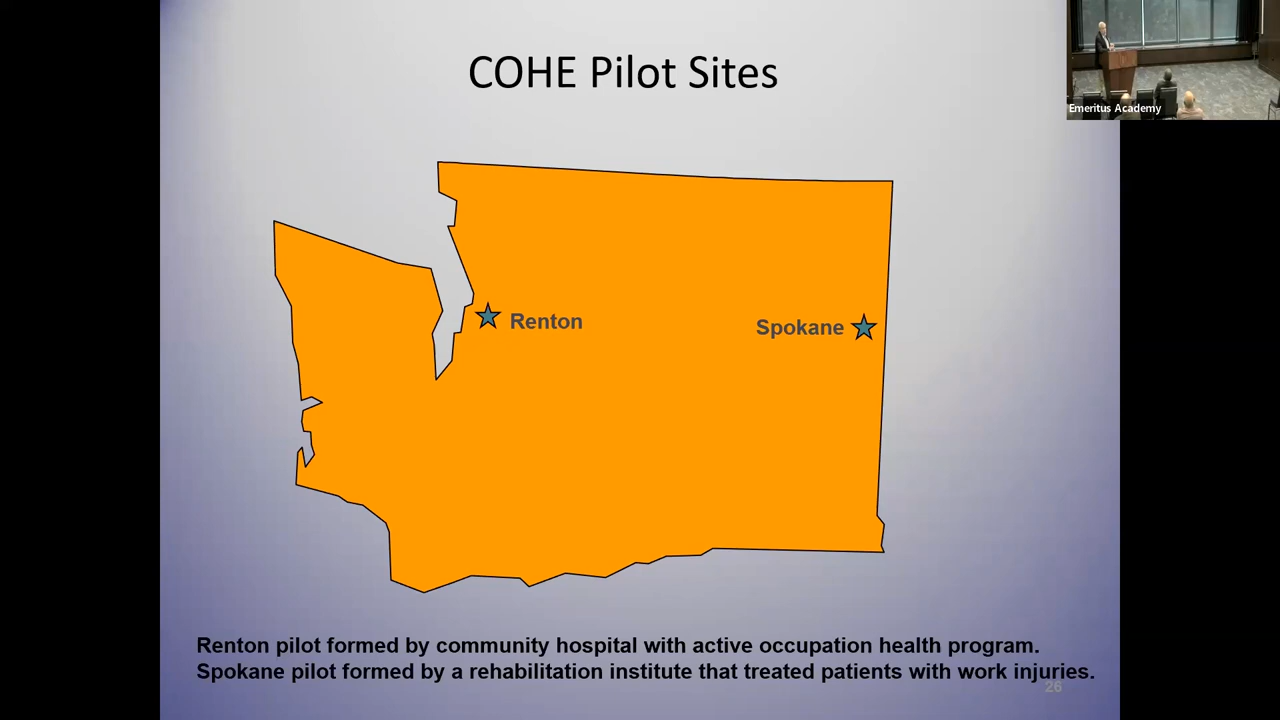 COHE Pilot Sites
Emeritus Academy
Renton
Spokane
Renton pilot formed by community hospital with active occupation health program.
Spokane pilot formed by a rehabilitation institute that treated patients with work injuries.
26